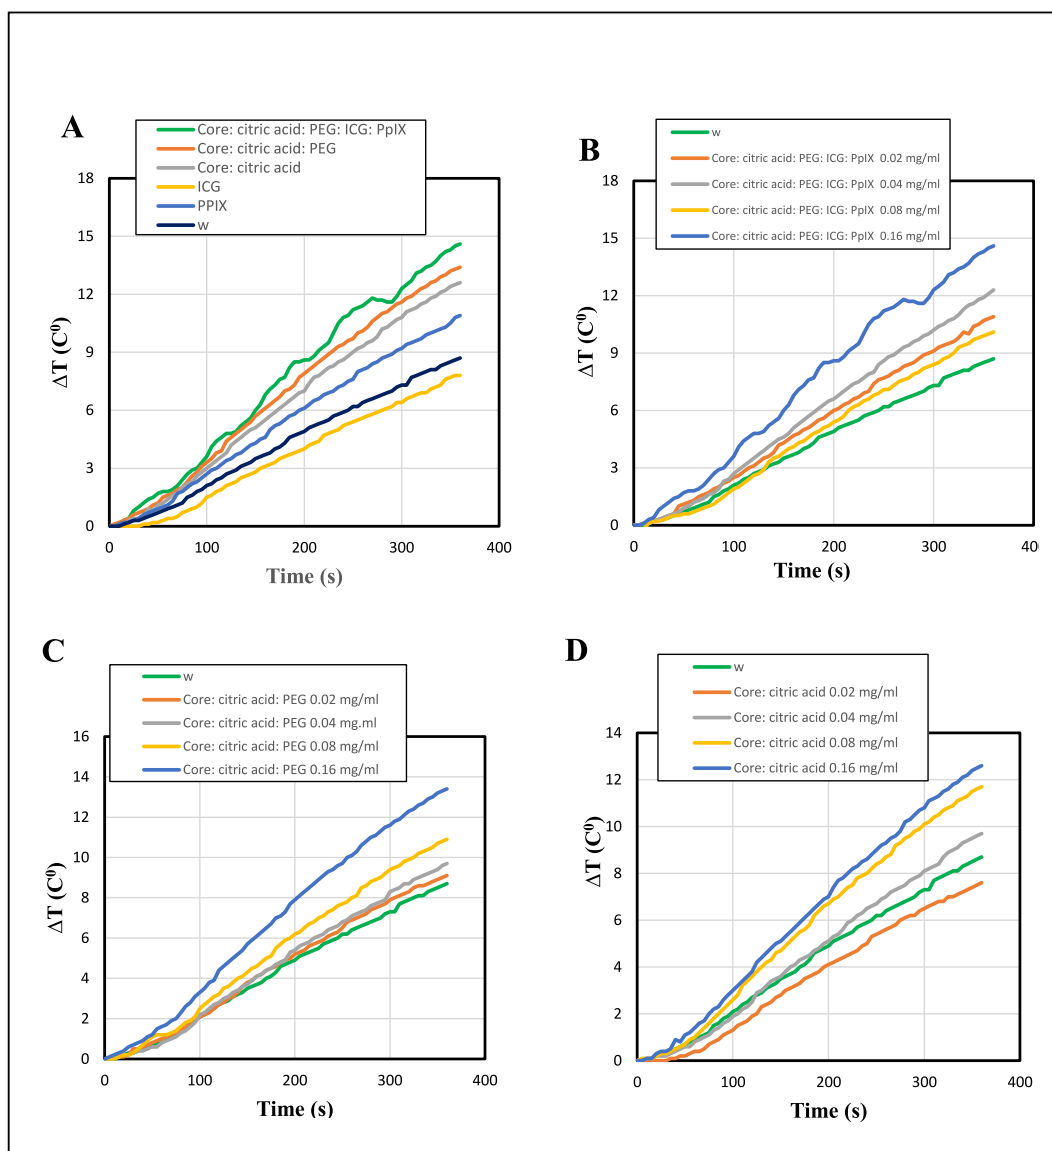 A
Core: citric acid: PEG: ICG: PpIX
Core: citric acid: PEG
Core: citric acid
ICG
PPIX
w
18
15
12
9
6
3
0
0
100
200
300
400
ΔT (C⁰)
Time (s)
B
w
Core: citric acid: PEG: ICG: PpIX 0.02 mg/ml
Core: citric acid: PEG: ICG: PpIX 0.04 mg/ml
Core: citric acid: PEG: ICG: PpIX 0.08 mg/ml
Core: citric acid: PEG: ICG: PpIX 0.16 mg/ml
18
15
12
9
6
3
0
0
100
200
300
400
ΔT (C⁰)
Time (s)
C
w
Core: citric acid: PEG 0.02 mg/ml
Core: citric acid: PEG 0.04 mg.ml
Core: citric acid: PEG 0.08 mg/ml
Core: citric acid: PEG 0.16 mg/ml
16
14
12
10
8
6
4
2
0
0
100
200
300
400
ΔT (C⁰)
Time (s)
D
w
Core: citric acid 0.02 mg/ml
Core: citric acid 0.04 mg/ml
Core: citric acid 0.08 mg/ml
Core: citric acid 0.16 mg/ml
14
12
10
8
6
4
2
0
0
100
200
300
400
ΔT (C⁰)
Time (s)